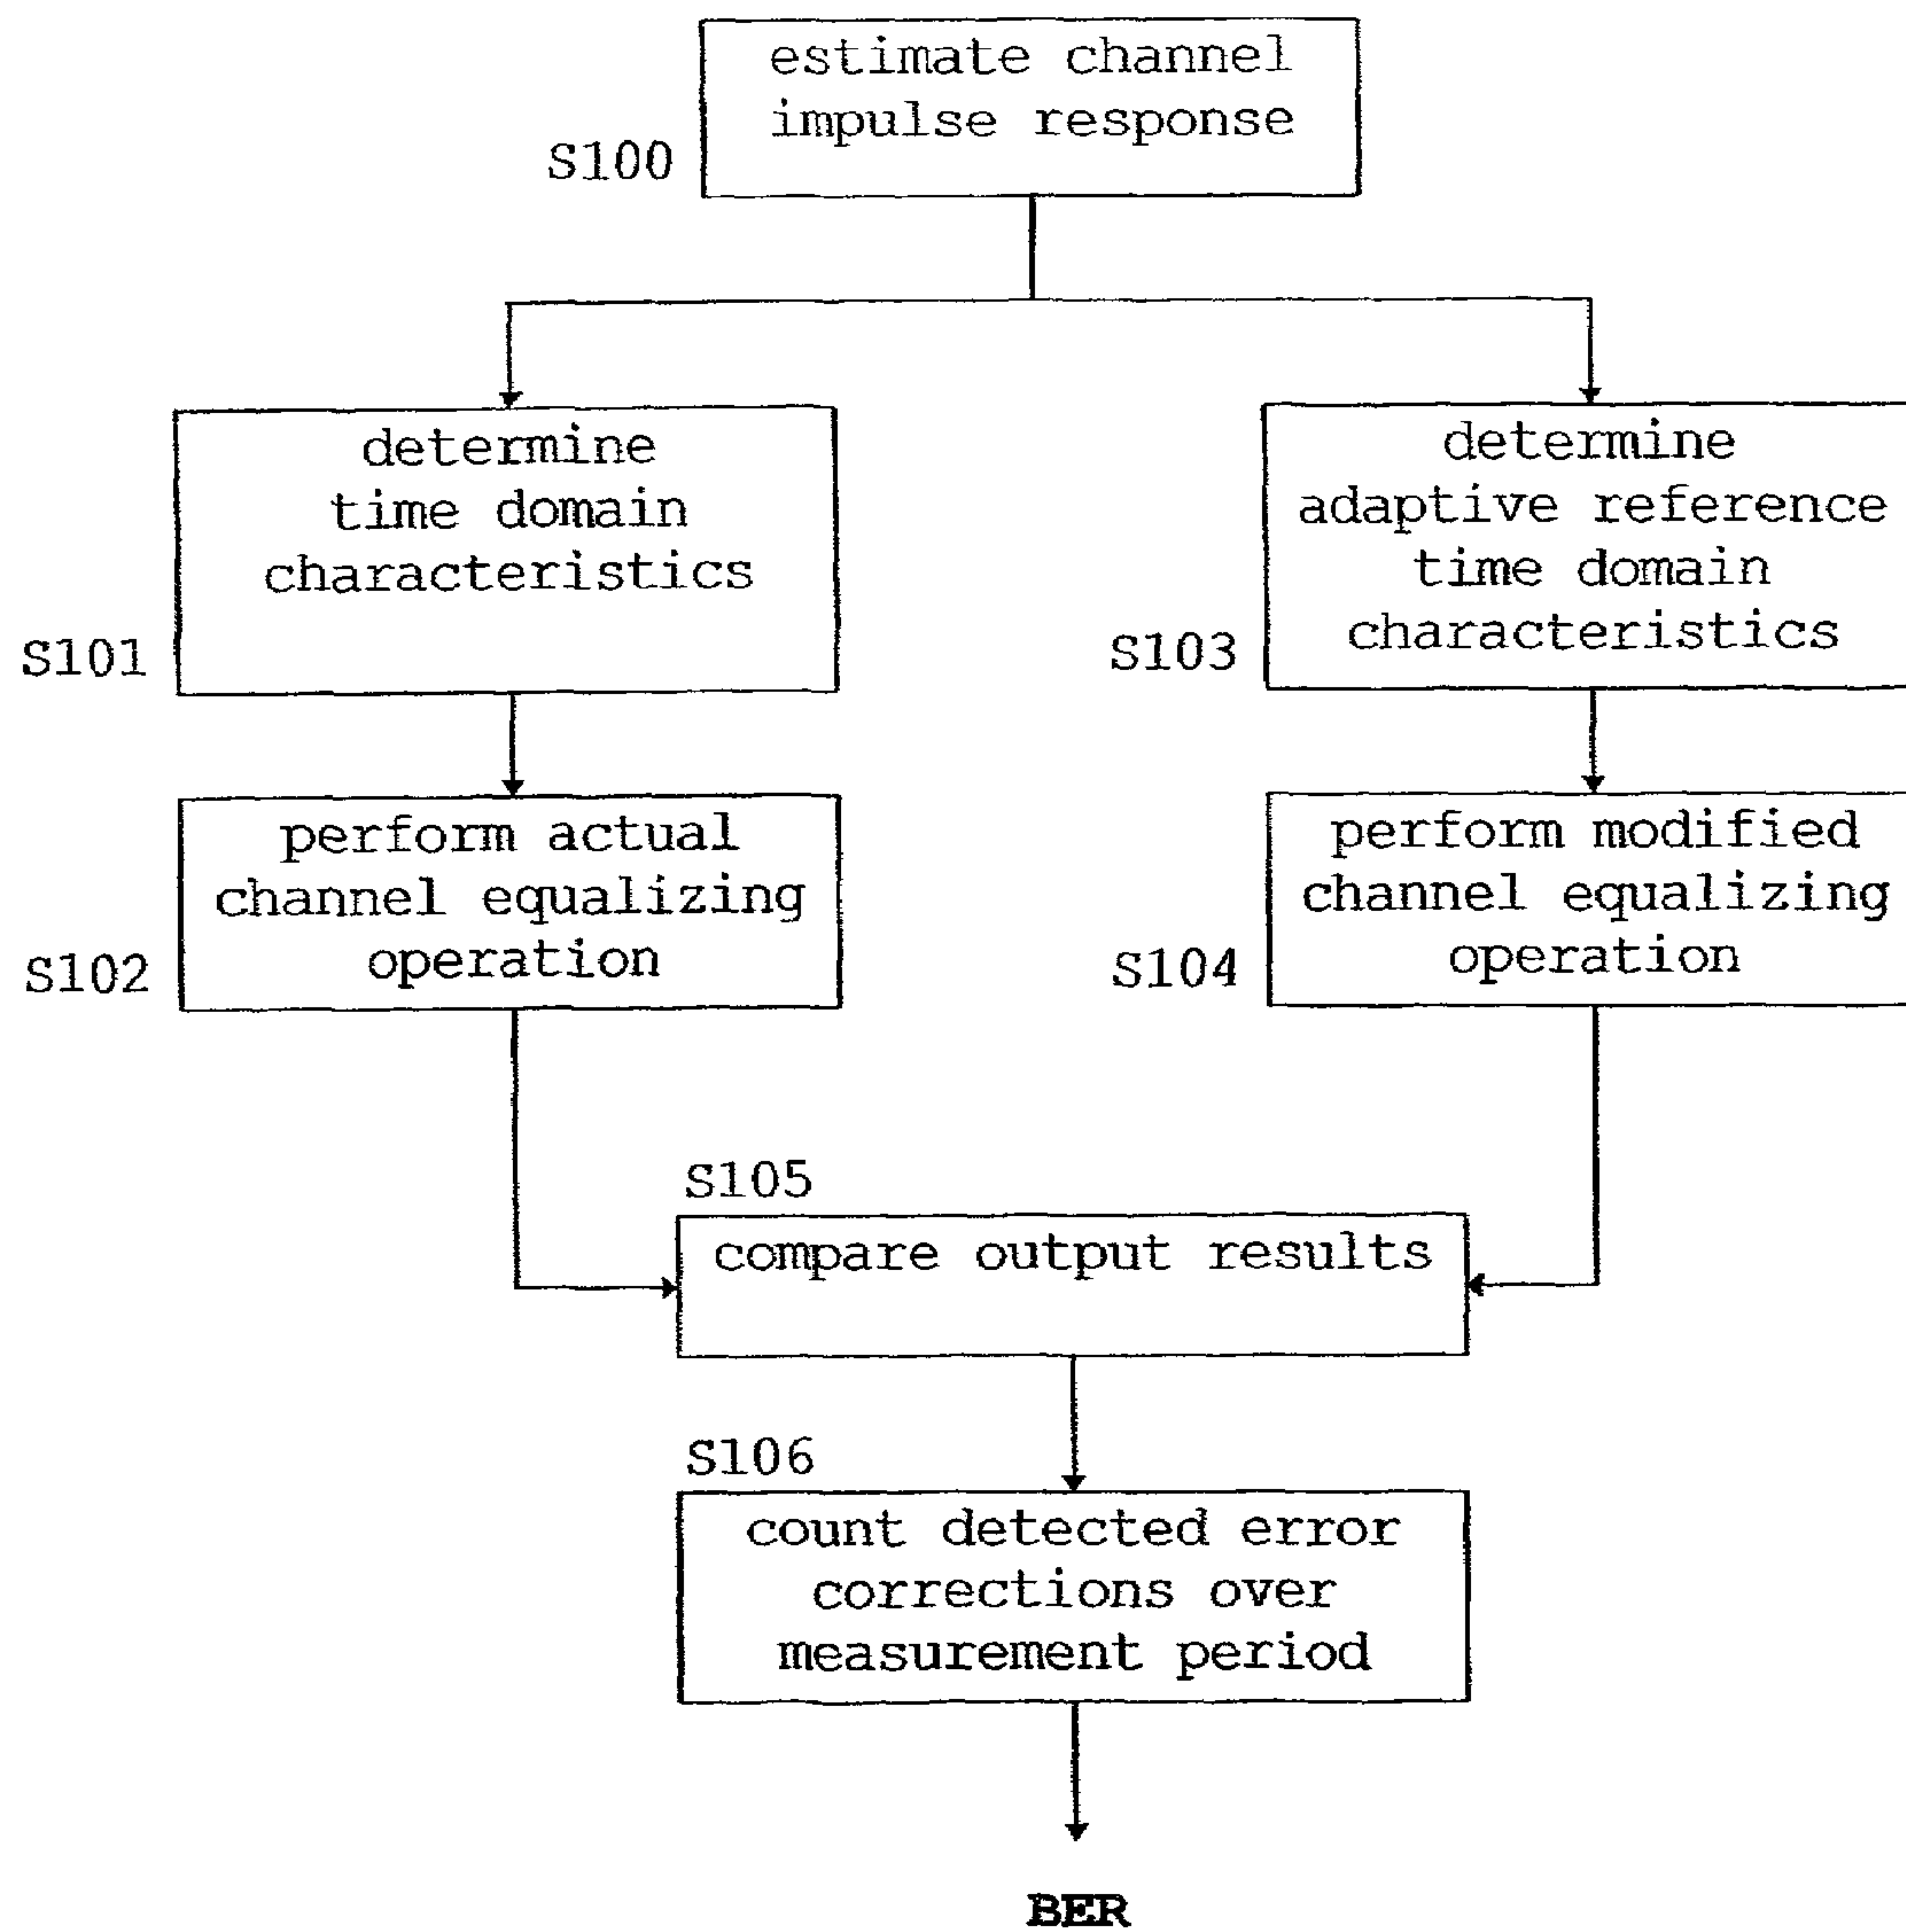 estimate channel
impulse response
S100
determine
time domain
characteristics
S101
determine
adaptive reference
time domain
characteristics
S103
perform actual
channel equalizing
operation
S102
perform modified
channel equalizing
operation
S104
S105
compare output results
S106
count detected error
corrections over
measurement period
BER